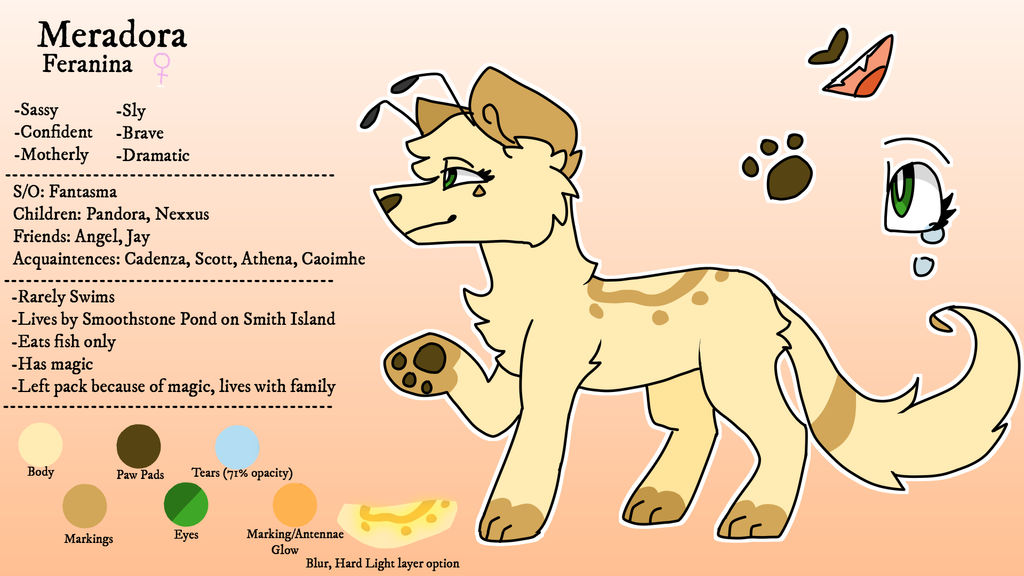 Meradora
Feranina
-Sassy -Sly
-Confident -Brave
-Motherly -Dramatic
S/O: Fantasma
Children: Pandora, Nexxus
Friends: Angel, Jay
Acquaintences: Cadenza, Scott, Athena, Caoimhe
-Rarely Swims
-Lives by Smoothstone Pond on Smith Island
-Eats fish only
-Has magic
-Left pack because of magic, lives with family
Body Paw Pads Tears (71% opacity)
Markings Eyes Marking/Antennae
Glow
Blur, Hard Light layer option